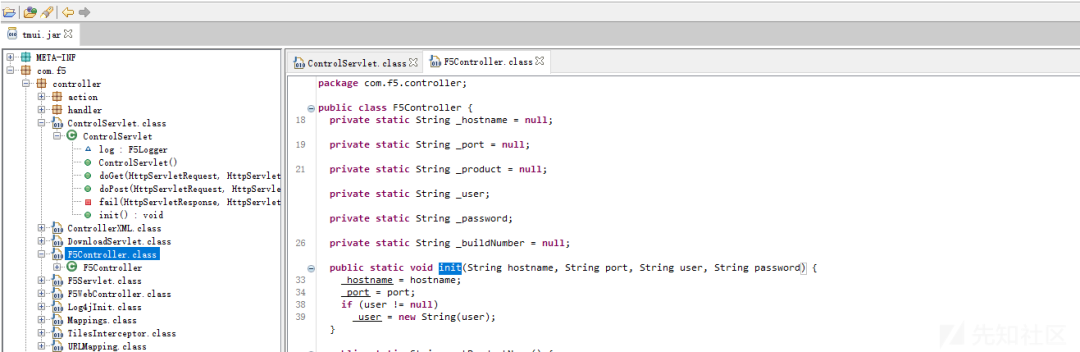 tmui.jar
META-INF
com.f5
controller
action
handler
ControlServlet.class
ControlServlet
log : F5Logger
ControlServlet()
doGet(HttpServletRequest, HttpServlet
doPost(HttpServletRequest, HttpServlet
fail(HttpServletResponse, HttpServlet
init() : void
ControllerXML.class
DownloadServlet.class
F5Controller.class
F5Controller
F5Servlet.class
F5WebController.class
Log4jInit.class
Mappings.class
TilesInterceptor.class
URLMapping.class
ControlServlet.class
F5Controller.class
package com.f5.controller;
public class F5Controller {
18 private static String _hostname = null;
19 private static String _port = null;
21 private static String _product = null;
private static String _user;
private static String _password;
26 private static String _buildNumber = null;
public static void init(String hostname, String port, String user, String password) {
33 _hostname = hostname;
34 _port = port;
38 if (user != null)
39 _user = new String(user);
}
先知社区